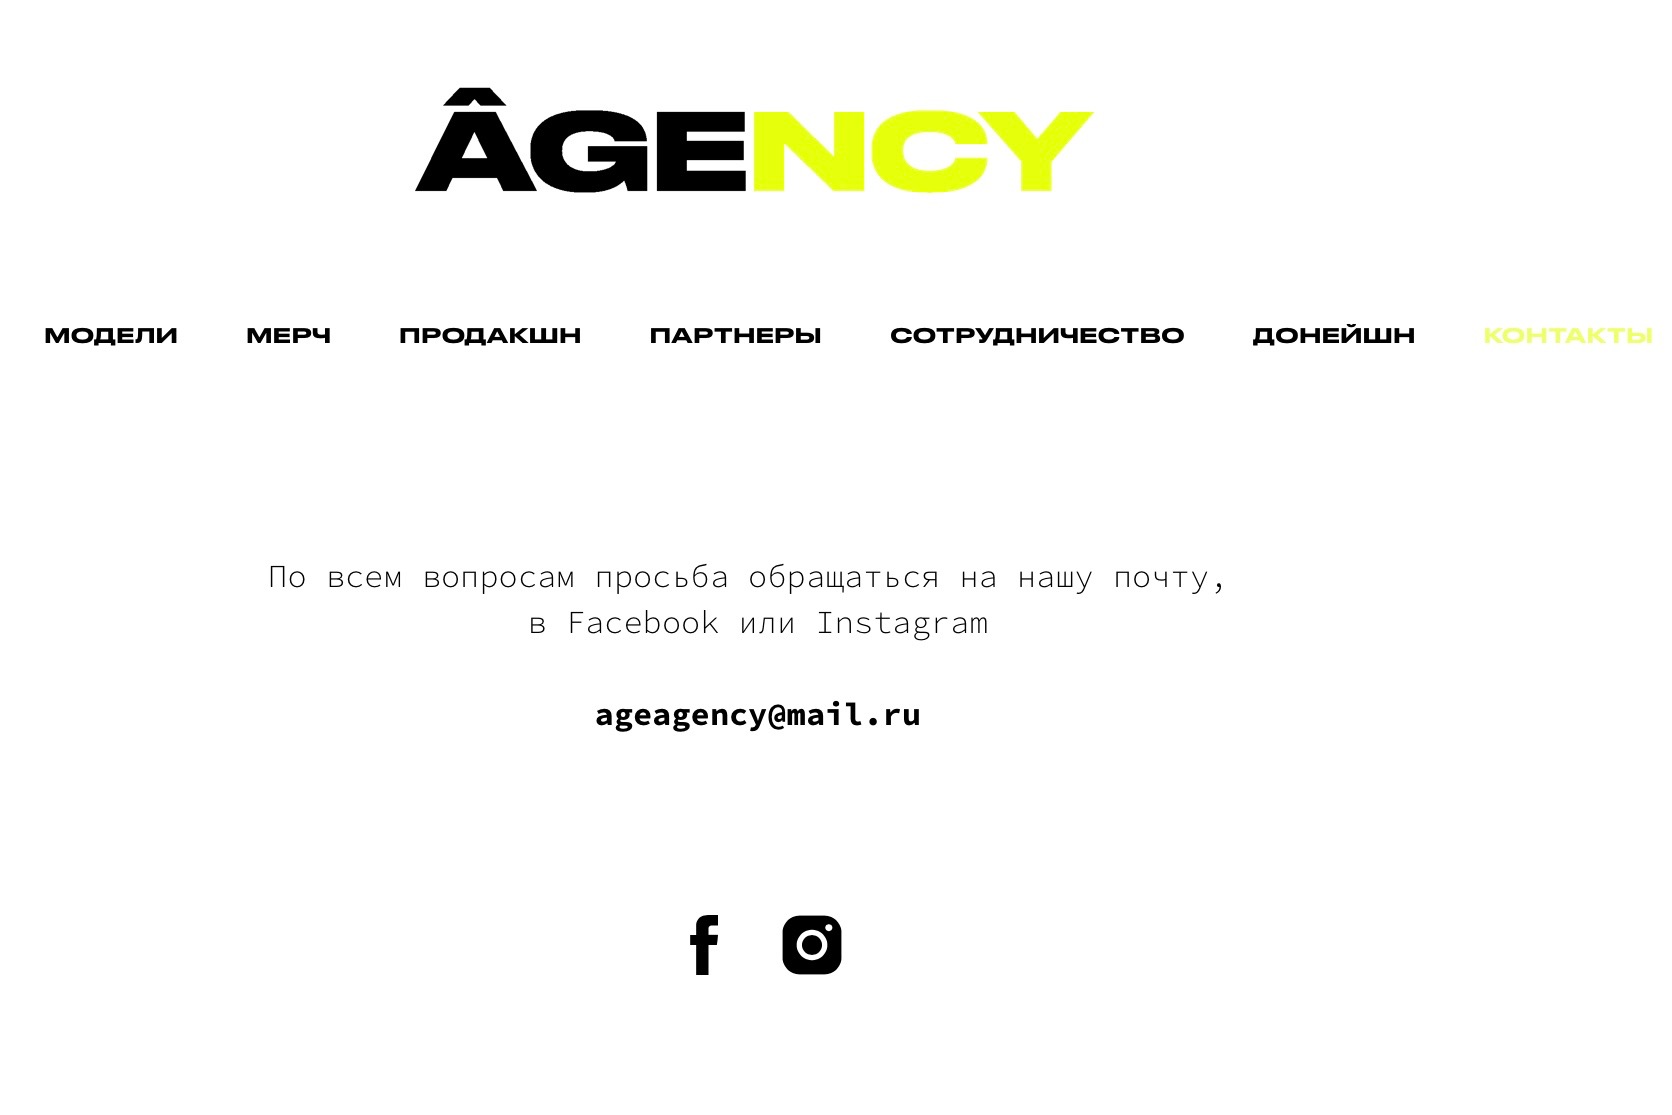 ÂGENCY
МОДЕЛИ МЕРЧ ПРОДАКШН ПАРТНЕРЫ СОТРУДНИЧЕСТВО ДОНЕЙШН КОНТАКТЫ
По всем вопросам просьба обращаться на нашу почту,
в Facebook или Instagram
ageagency@mail.ru